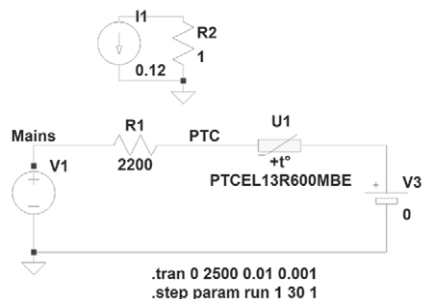 I1
R2
1
0.12
Mains
R1
PTC
U1
V1
2200
+t°
PTCEL13R600MBE
+
V3
0
.tran 0 2500 0.01 0.001
.step param run 1 30 1